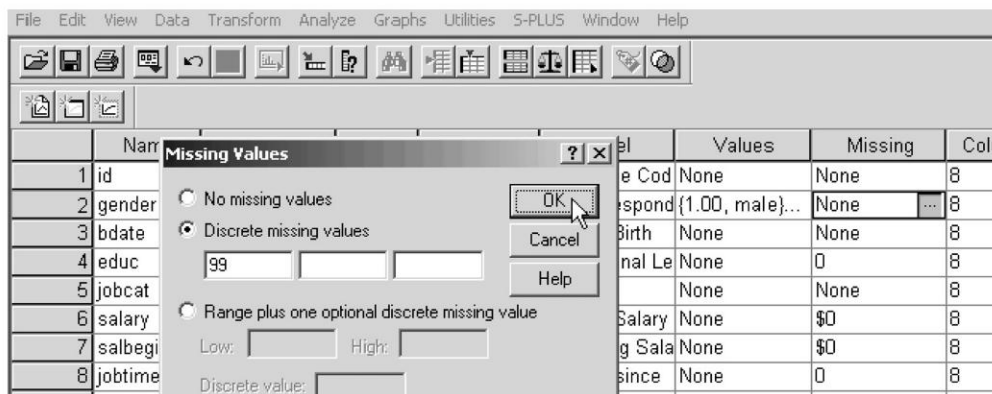 File Edit View Data Transform Analyze Graphs Utilities S-PLUS Window Help
Nam Missing Values el Values Missing Col
1 id e Cod None None 8
2 gender No missing values OK spond {1.00, male}... None ... 8
3 bdate Discrete missing values Cancel Birth None None 8
4 educ 99 nal Le None 0 8
5 jobcat Help None None 8
6 salary Range plus one optional discrete missing value Salary None $0 8
7 salbegi Low: High: g Sala None $0 8
8 jobtime Discrete value: since None 0 8